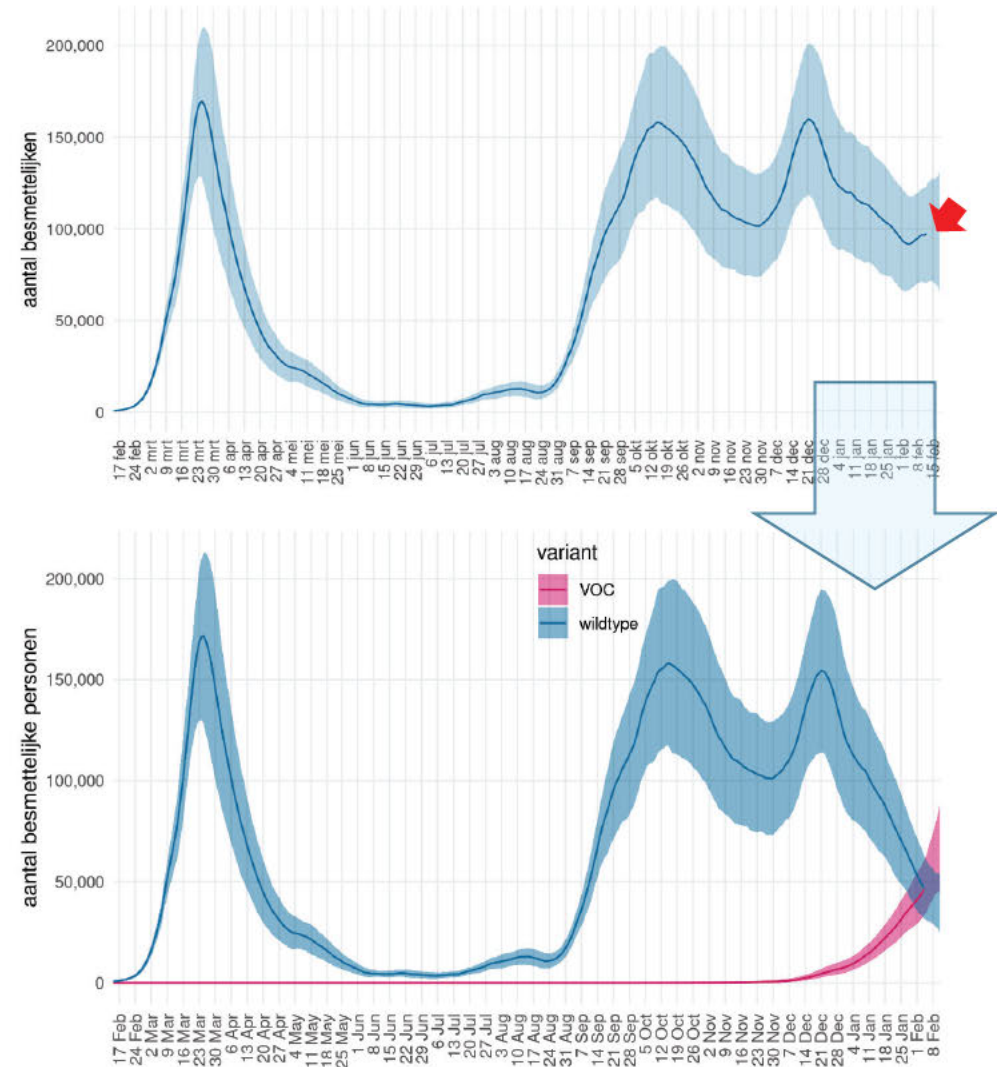 aantal besmettelijken
200,000
150,000
100,000
50,000
0
17 feb
24 feb
2 mrt
9 mrt
16 mrt
23 mrt
30 mrt
6 apr
13 apr
20 apr
27 apr
4 mei
11 mei
18 mei
25 mei
1 jun
8 jun
15 jun
22 jun
29 jun
6 jul
13 jul
20 jul
27 jul
3 aug
10 aug
17 aug
24 aug
31 aug
7 sep
14 sep
21 sep
28 sep
5 okt
12 okt
19 okt
26 okt
2 nov
9 nov
16 nov
23 nov
30 nov
7 dec
14 dec
21 dec
28 dec
4 jan
11 jan
18 jan
25 jan
1 feb
8 feb
15 feb
aantal besmettelijke personen
200,000
150,000
100,000
50,000
0
variant
VOC
wildtype
17 Feb
24 Feb
2 Mar
9 Mar
16 Mar
23 Mar
30 Mar
6 Apr
13 Apr
20 Apr
27 Apr
4 May
11 May
18 May
25 May
1 Jun
8 Jun
15 Jun
22 Jun
29 Jun
6 Jul
13 Jul
20 Jul
27 Jul
3 Aug
10 Aug
17 Aug
24 Aug
31 Aug
7 Sep
14 Sep
21 Sep
28 Sep
5 Oct
12 Oct
19 Oct
26 Oct
2 Nov
9 Nov
16 Nov
23 Nov
30 Nov
7 Dec
14 Dec
21 Dec
28 Dec
4 Jan
11 Jan
18 Jan
25 Jan
1 Feb
8 Feb